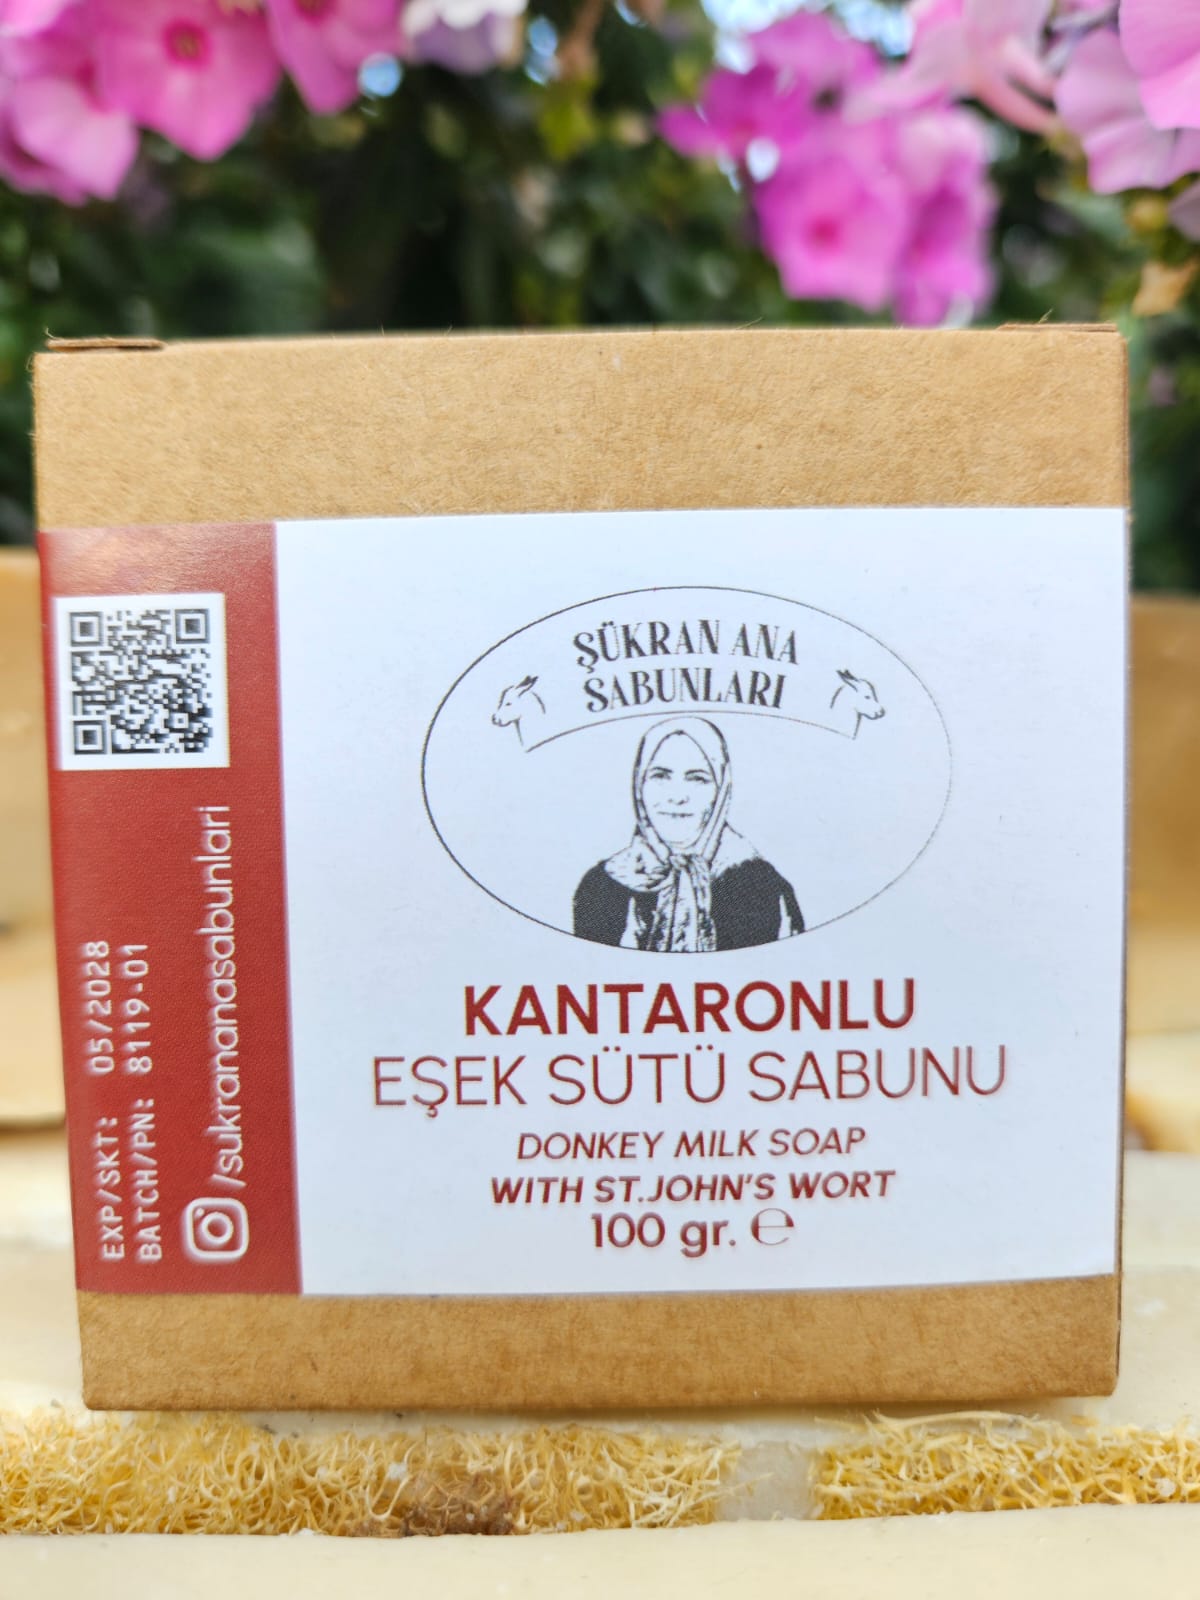 ŞÜKRAN ANA
SABUNLARI
KANTARONLU
EŞEK SÜTÜ SABUNU
DONKEY MILK SOAP
WITH ST.JOHN'S WORT
100 gr. ℮
EXP/SKT: 05/2028
BATCH/PN: 8119-01
/sukrananasabunlari